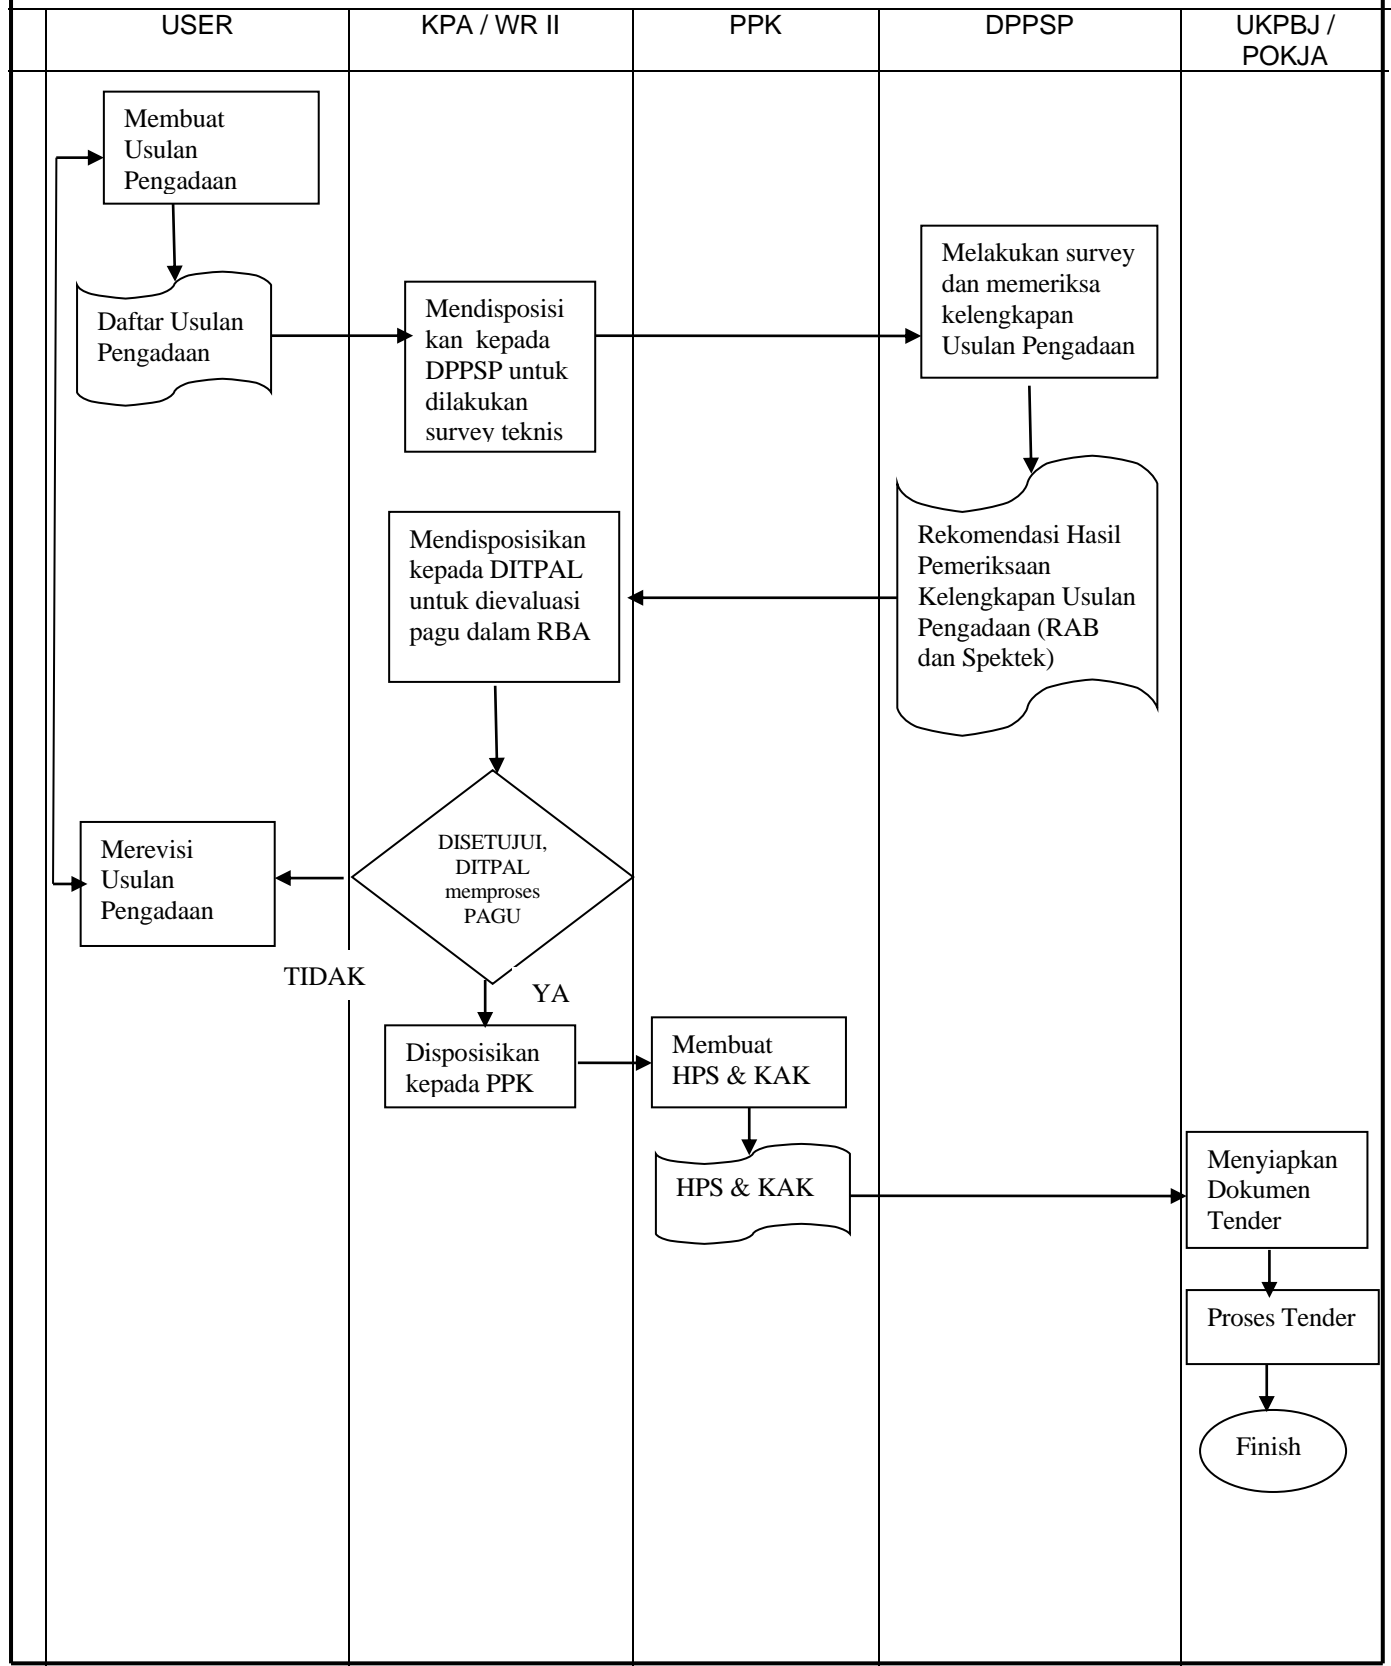 USER
KPA / WR II
PPK
DPPSP
UKPBJ /
POKJA
Membuat
Usulan
Pengadaan
Daftar Usulan
Pengadaan
Mendisposisi
kan kepada
DPPSP untuk
dilakukan
survey teknis
Melakukan survey
dan memeriksa
kelengkapan
Usulan Pengadaan
Rekomendasi Hasil
Pemeriksaan
Kelengkapan Usulan
Pengadaan (RAB
dan Spektek)
Mendisposisikan
kepada DITPAL
untuk dievaluasi
pagu dalam RBA
DISETUJUI,
DITPAL
memproses
PAGU
Merevisi
Usulan
Pengadaan
TIDAK
YA
Disposisikan
kepada PPK
Membuat
HPS & KAK
HPS & KAK
Menyiapkan
Dokumen
Tender
Proses Tender
Finish